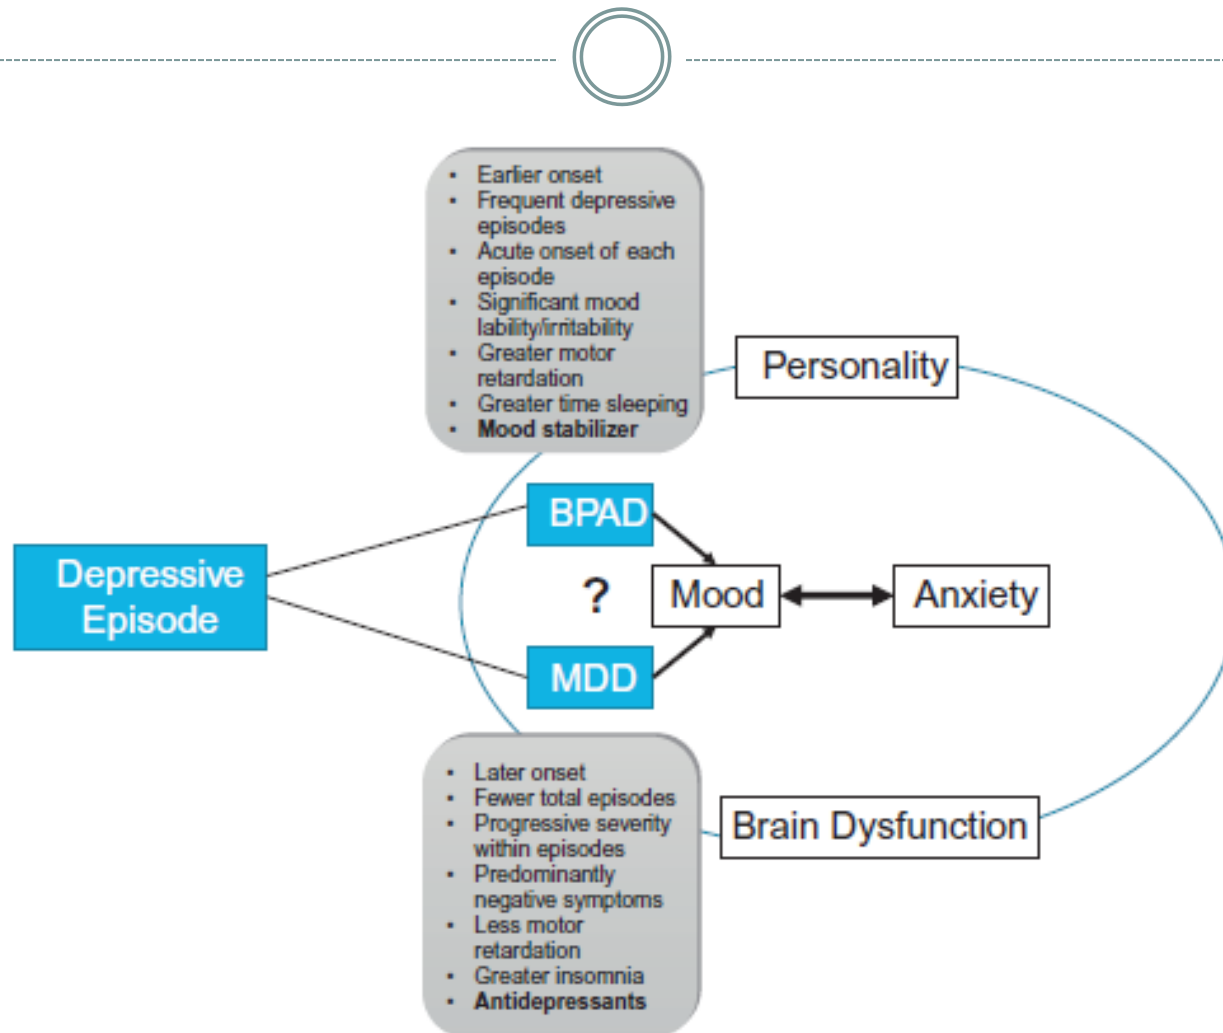 • Earlier onset
• Frequent depressive
episodes
• Acute onset of each
episode
• Significant mood
lability/irritability
• Greater motor
retardation
• Greater time sleeping
• Mood stabilizer
Personality
BPAD
Depressive
Episode
?
Mood
Anxiety
MDD
• Later onset
• Fewer total episodes
• Progressive severity
within episodes
• Predominantly
negative symptoms
• Less motor
retardation
• Greater insomnia
• Antidepressants
Brain Dysfunction